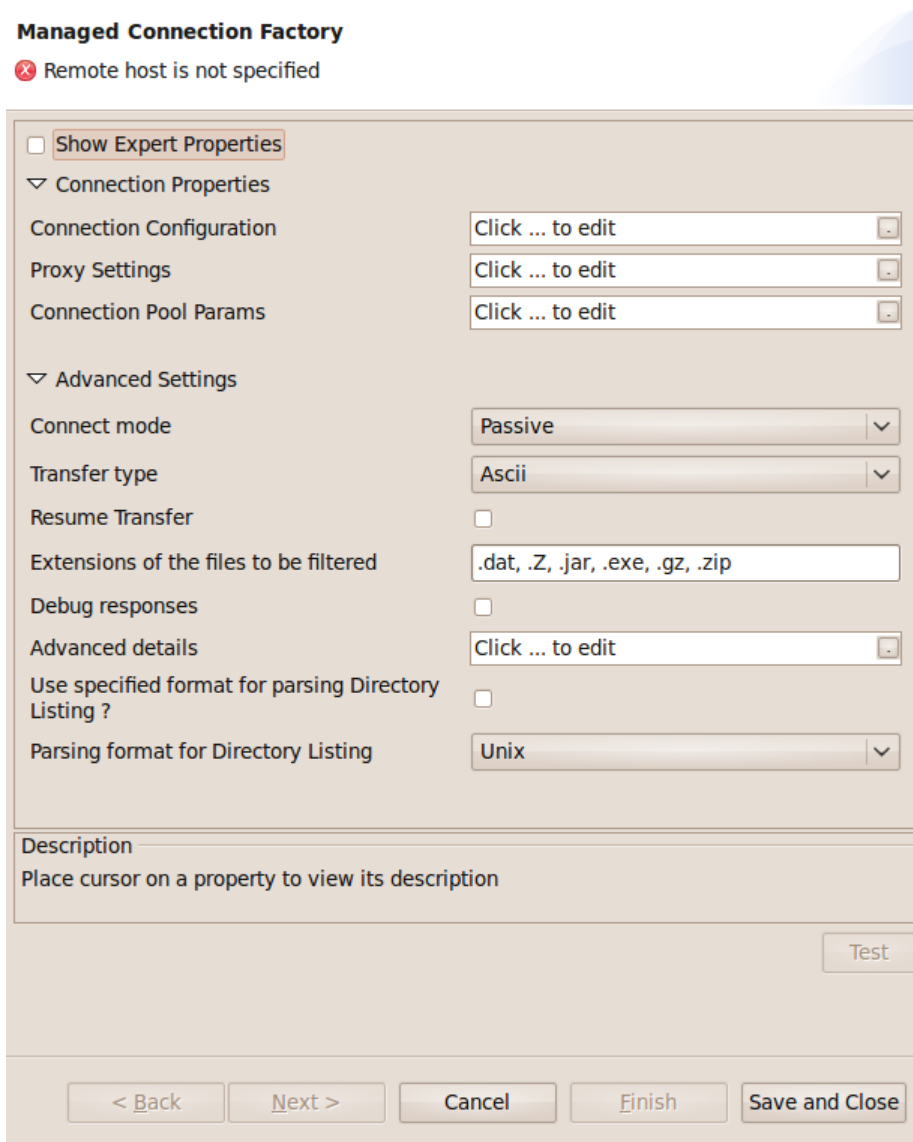 Managed Connection Factory
Remote host is not specified
Show Expert Properties
Connection Properties
Connection Configuration Click ... to edit .
Proxy Settings Click ... to edit .
Connection Pool Params Click ... to edit .
Advanced Settings
Connect mode Passive
Transfer type Ascii
Resume Transfer
Extensions of the files to be filtered .dat, .Z, .jar, .exe, .gz, .zip
Debug responses
Advanced details Click ... to edit .
Use specified format for parsing Directory
Listing ?
Parsing format for Directory Listing Unix
Description
Place cursor on a property to view its description
Test
< Back Next > Cancel Finish Save and Close